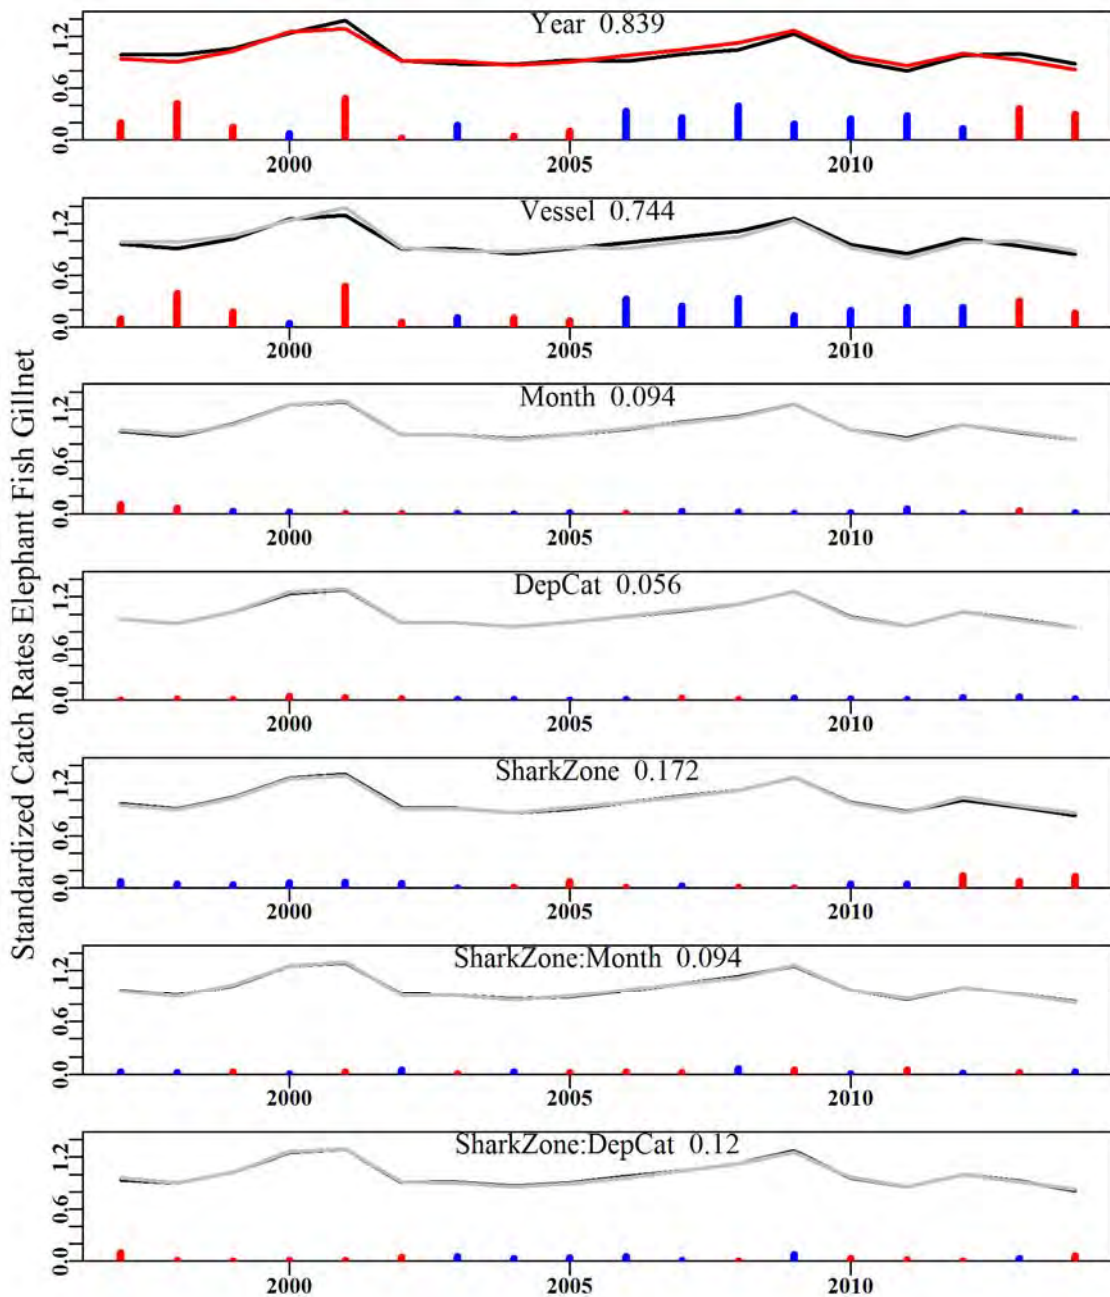 Standardized Catch Rates Elephant Fish Gillnet
Year 0.839
0.0 0.6 1.2
2000 2005 2010
Vessel 0.744
0.0 0.6 1.2
2000 2005 2010
Month 0.094
0.0 0.6 1.2
2000 2005 2010
DepCat 0.056
0.0 0.6 1.2
2000 2005 2010
SharkZone 0.172
0.0 0.6 1.2
2000 2005 2010
SharkZone:Month 0.094
0.0 0.6 1.2
2000 2005 2010
SharkZone:DepCat 0.12
0.0 0.6 1.2
2000 2005 2010